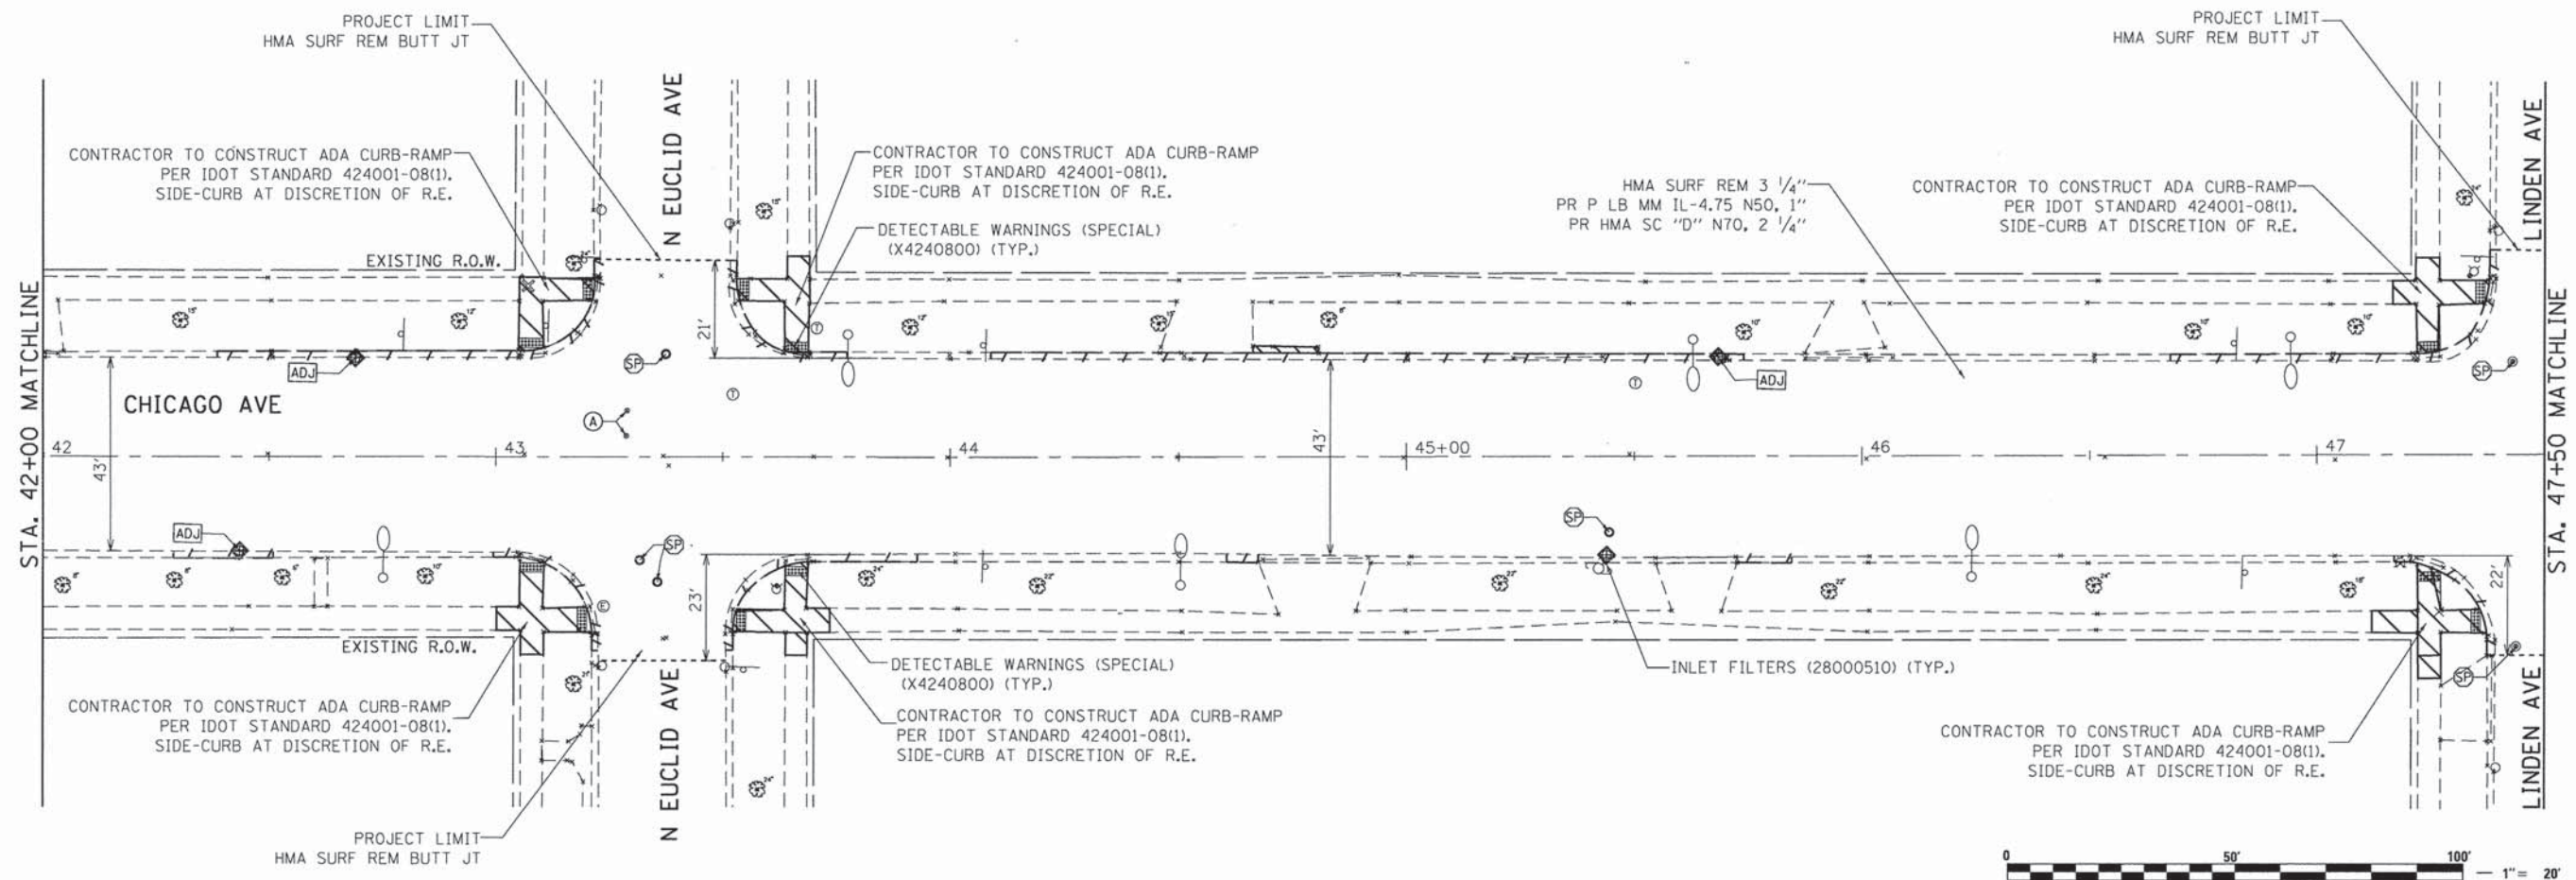 PROJECT LIMIT
HMA SURF REM BUTT JT
PROJECT LIMIT
HMA SURF REM BUTT JT
N EUCLID AVE
LINDEN AVE
CONTRACTOR TO CONSTRUCT ADA CURB-RAMP
PER IDOT STANDARD 424001-08(1).
SIDE-CURB AT DISCRETION OF R.E.
CONTRACTOR TO CONSTRUCT ADA CURB-RAMP
PER IDOT STANDARD 424001-08(1).
SIDE-CURB AT DISCRETION OF R.E.
DETECTABLE WARNINGS (SPECIAL)
(X4240800) (TYP.)
HMA SURF REM 3 1/4"
PR P LB MM IL-4.75 N50, 1"
PR HMA SC "D" N70, 2 1/4"
CONTRACTOR TO CONSTRUCT ADA CURB-RAMP
PER IDOT STANDARD 424001-08(1).
SIDE-CURB AT DISCRETION OF R.E.
EXISTING R.O.W.
21'
T
SP
ADJ
T
T
ADJ
SP
CHICAGO AVE
A
STA. 42+00 MATCHLINE
STA. 47+50 MATCHLINE
42
43
44
45+00
46
47
43'
43'
ADJ
SP
SP
23'
22'
E
EXISTING R.O.W.
SP
DETECTABLE WARNINGS (SPECIAL)
(X4240800) (TYP.)
INLET FILTERS (28000510) (TYP.)
CONTRACTOR TO CONSTRUCT ADA CURB-RAMP
PER IDOT STANDARD 424001-08(1).
SIDE-CURB AT DISCRETION OF R.E.
CONTRACTOR TO CONSTRUCT ADA CURB-RAMP
PER IDOT STANDARD 424001-08(1).
SIDE-CURB AT DISCRETION OF R.E.
CONTRACTOR TO CONSTRUCT ADA CURB-RAMP
PER IDOT STANDARD 424001-08(1).
SIDE-CURB AT DISCRETION OF R.E.
N EUCLID AVE
LINDEN AVE
PROJECT LIMIT
HMA SURF REM BUTT JT
0 50' 100'
1" = 20'